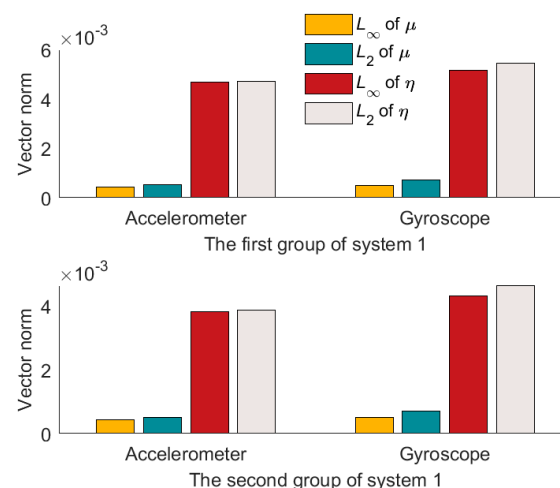 ×10⁻³
6
4
2
0
Vector norm
L∞ of μ
L₂ of μ
L∞ of η
L₂ of η
Accelerometer Gyroscope
The first group of system 1
×10⁻³
4
2
0
Vector norm
Accelerometer Gyroscope
The second group of system 1